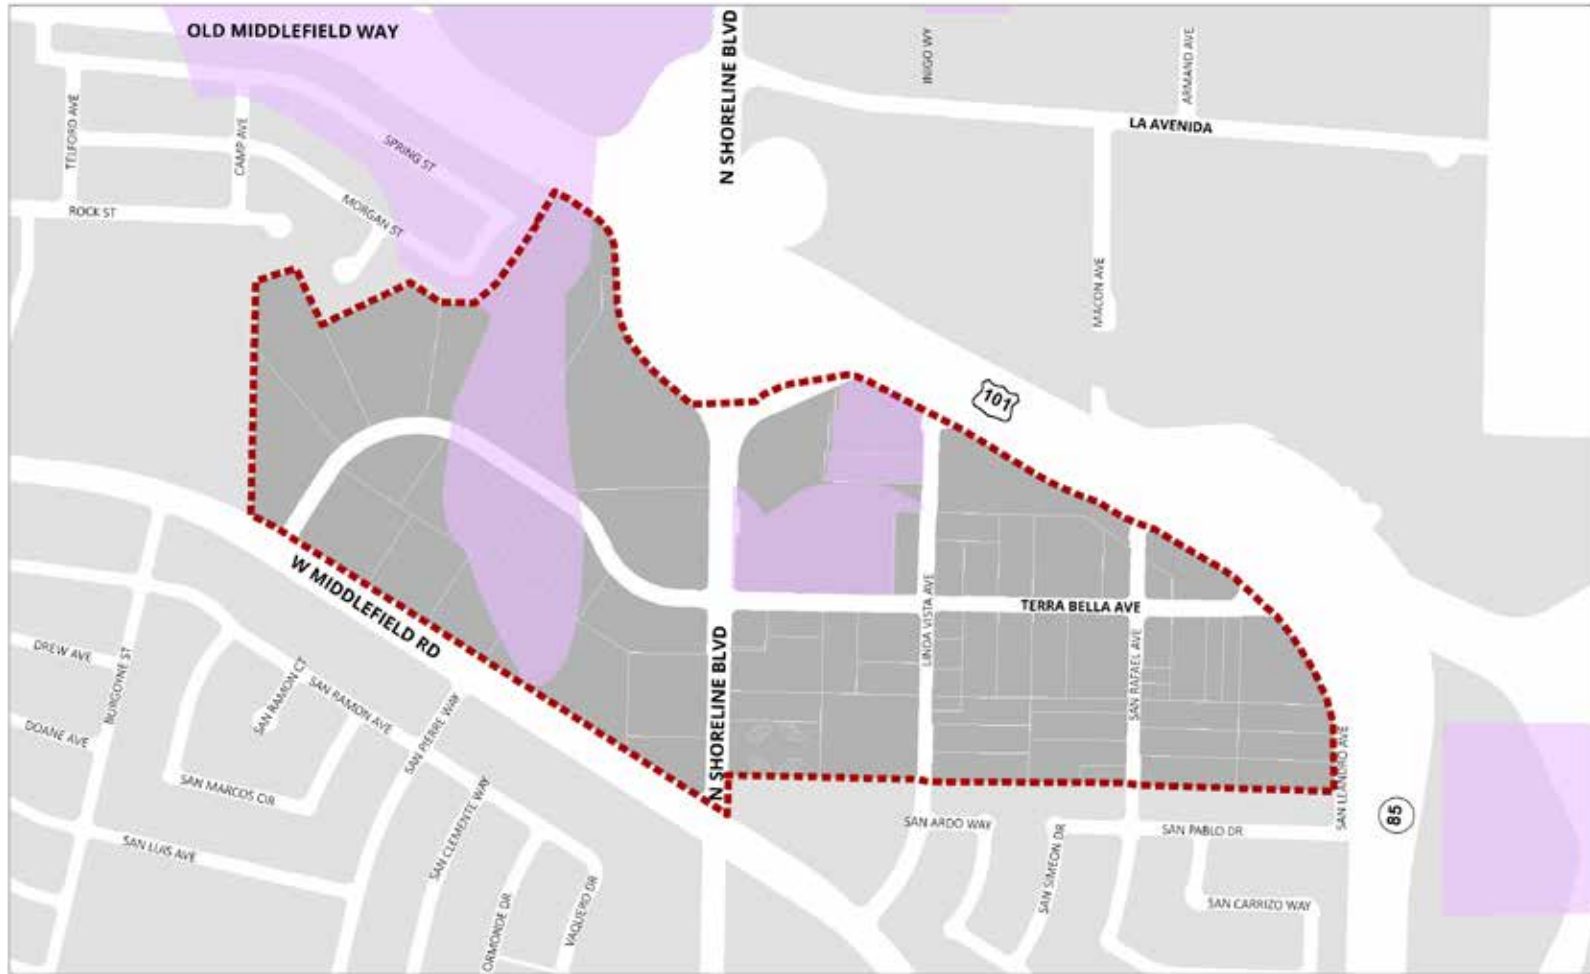 OLD MIDDLEFIELD WAY
N SHORELINE BLVD
INIGO WY
ARMAND AVE
LA AVENIDA
TELFORD AVE
CAMP AVE
SPRING ST
ROCK ST
MORGAN ST
MACON AVE
101
W MIDDLEFIELD RD
TERRA BELLA AVE
LINDA VISTA AVE
SAN RAFAEL AVE
N SHORELINE BLVD
DREW AVE
BURGOYNE ST
SAN RAMON CT
SAN RAMON AVE
SAN PIERRE WAY
DOANE AVE
SAN MARCOS CIR
SAN CLEMENTE WAY
SAN LEANDRO AVE
85
SAN ARDO WAY
SAN PABLO DR
SAN LUIS AVE
SAN SIMEON DR
ORMONDE DR
VAQUERO DR
SAN CARRIZO WAY